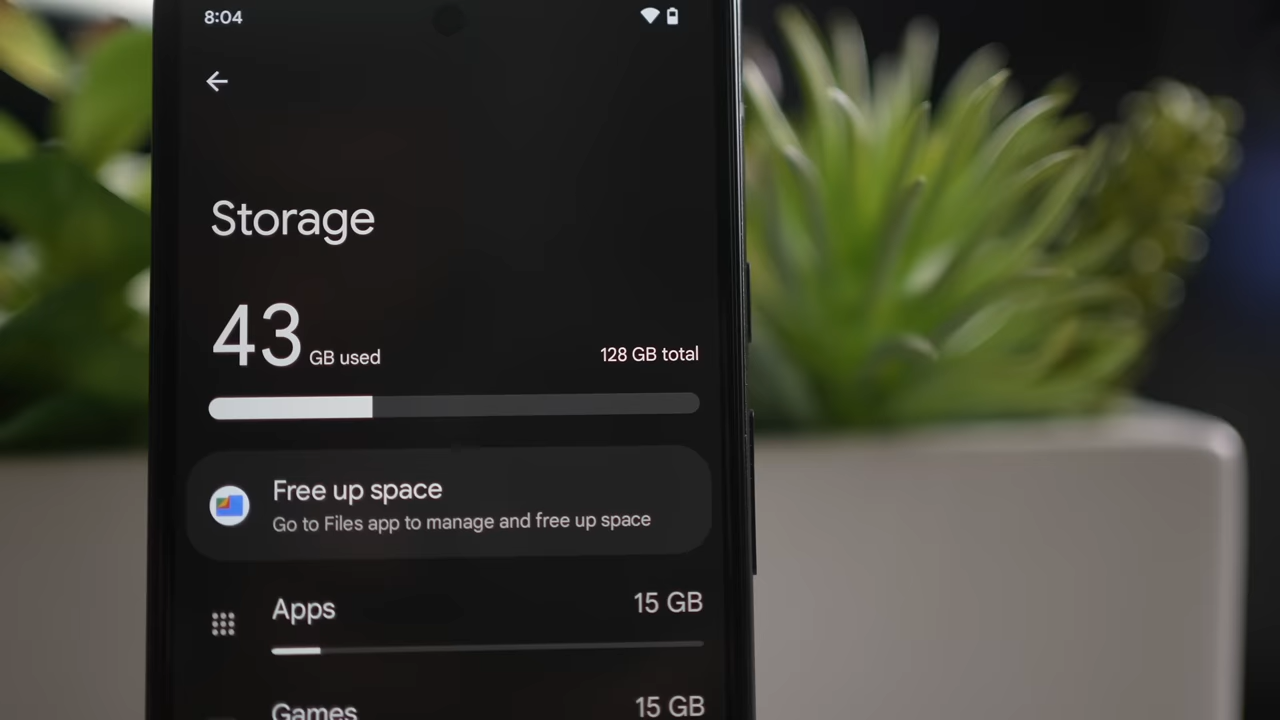 8:04
Storage
43 GB used
128 GB total
Free up space
Go to Files app to manage and free up space
Apps
15 GB
Games
15 GB